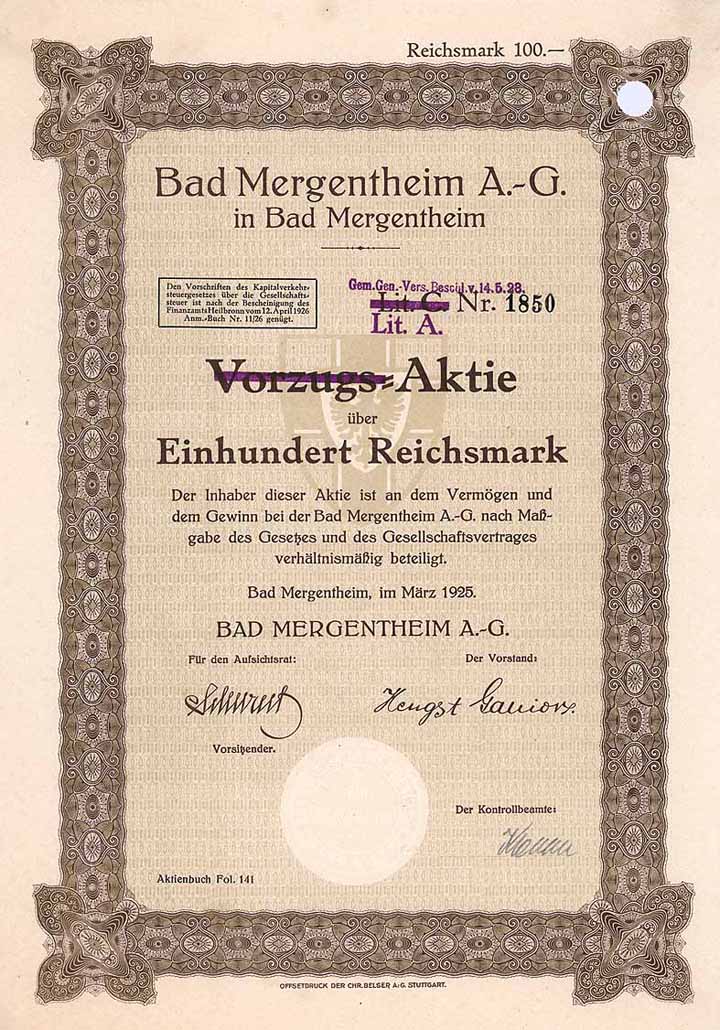 Reichsmark 100.—
Bad Mergentheim A.-G.
in Bad Mergentheim
Den Vorschriften des Kapitalverkehr-
steuergesetzes über die Gesellschafts-
steuer ist nach der Bescheinigung des
Finanzamts Heilbronn vom 12. April 1926
Anm.-Buch Nr. 11/26 genügt.
Gem.Gen.-Vers.Beschl.v.14.5.28.
Lit. C. Nr. 1850
Lit. A.
Vorzugs-Aktie
über
Einhundert Reichsmark
Der Inhaber dieser Aktie ist an dem Vermögen und
dem Gewinn bei der Bad Mergentheim A.-G. nach Maß-
gabe des Gesetzes und des Gesellschaftsvertrages
verhältnismäßig beteiligt.
Bad Mergentheim, im März 1925.
BAD MERGENTHEIM A.-G.
Für den Aufsichtsrat:
Der Vorstand:
Hengst
Vorsitzender.
Der Kontrollbeamte:
Aktienbuch Fol. 141
OFFSETDRUCK DER CHR. BELSER A.G. STUTTGART.